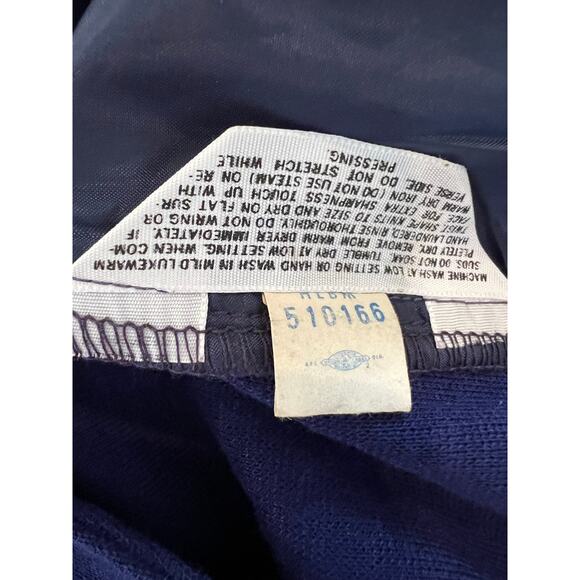 MACHINE WASH AT LOW SETTING OR HAND WASH IN MILD LUKEWARM
SUDS. DO NOT SOAK. TUMBLE DRY AT LOW SETTING. WHEN COM-
PLETELY DRY, REMOVE FROM WARM DRYER IMMEDIATELY. IF
HAND LAUNDERED RINSE THOROUGHLY. DO NOT WRING OR
TWIST. SHAPE KNITS TO SIZE AND DRY ON FLAT SUR-
FACE. FOR EXTRA SHARPNESS TOUCH UP WITH
WARM DRY IRON (DO NOT USE STEAM) ON RE-
VERSE SIDE. DO NOT STRETCH WHILE
PRESSING.
510166